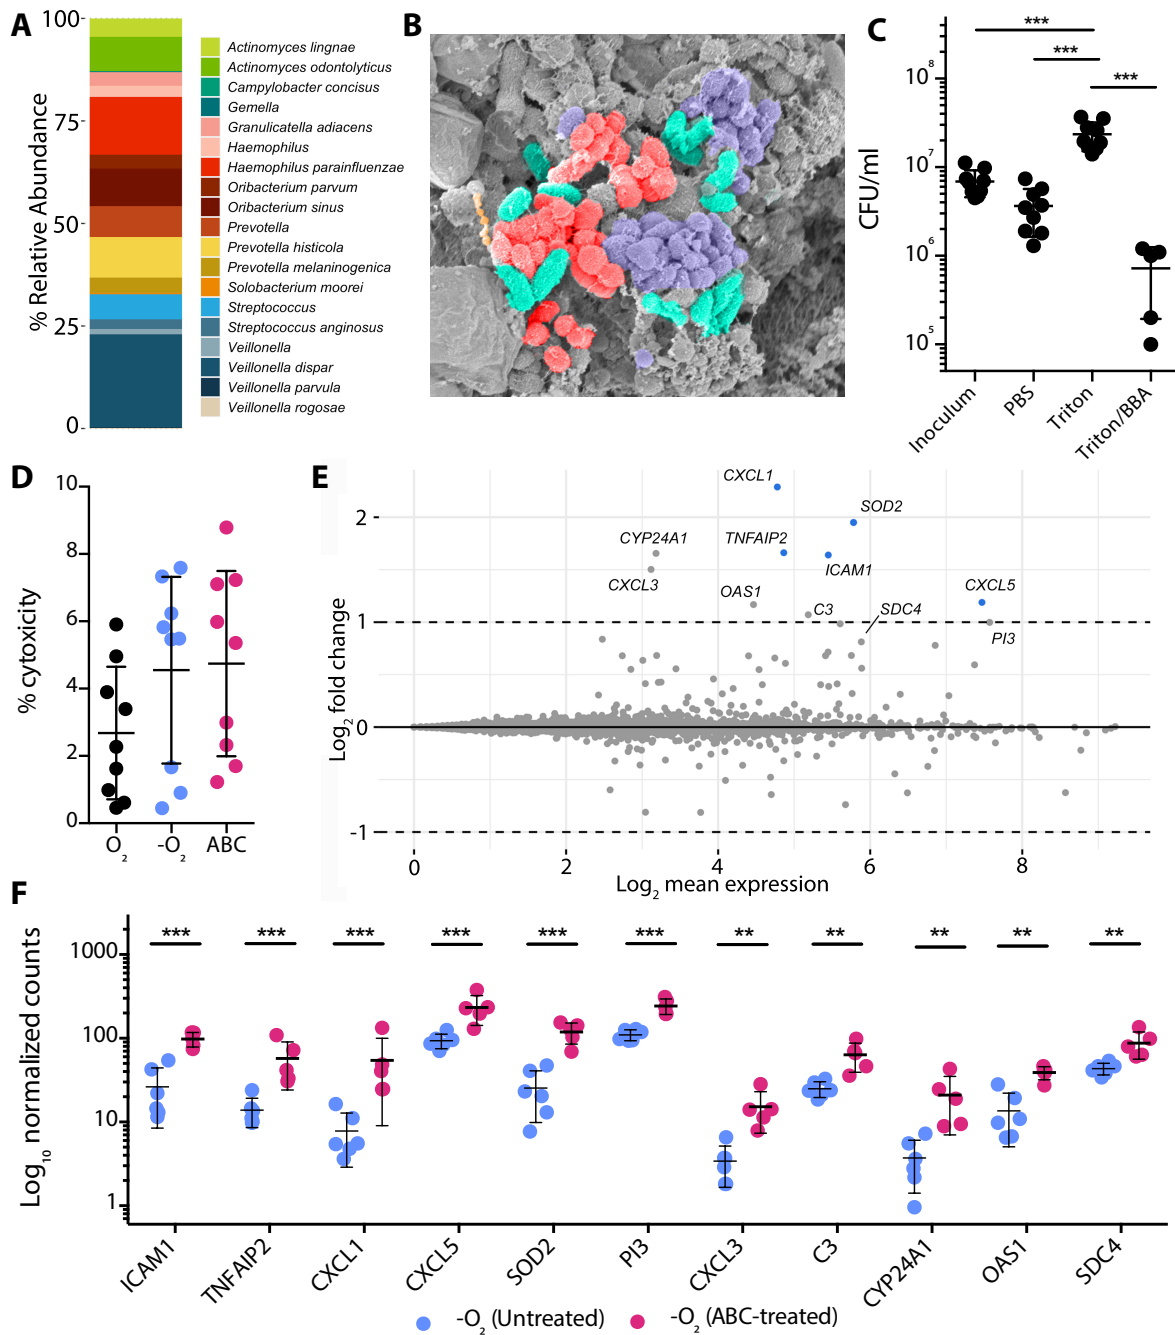 A
% Relative Abundance
100
75
50
25
0
Actinomyces lingnae
Actinomyces odontolyticus
Campylobacter concisus
Gemella
Granulicatella adiacens
Haemophilus
Haemophilus parainfluenzae
Oribacterium parvum
Oribacterium sinus
Prevotella
Prevotella histicola
Prevotella melaninogenica
Solobacterium moorei
Streptococcus
Streptococcus anginosus
Veillonella
Veillonella dispar
Veillonella parvula
Veillonella rogosae
B
C
CFU/ml
10⁸
10⁷
10⁶
10⁵
***
***
***
Inoculum
PBS
Triton
Triton/BBA
D
% cytoxicity
10
8
6
4
2
0
O₂
-O₂
ABC
E
Log₂ fold change
2
1
0
-1
CXCL1
SOD2
CYP24A1
TNFAIP2
ICAM1
CXCL3
OAS1
C3
SDC4
CXCL5
PI3
0
2
4
6
8
Log₂ mean expression
F
Log₁₀ normalized counts
1000
100
10
1
*** *** *** *** *** *** ** ** ** ** **
ICAM1
TNFAIP2
CXCL1
CXCL5
SOD2
PI3
CXCL3
C3
CYP24A1
OAS1
SDC4
-O₂ (Untreated)
-O₂ (ABC-treated)